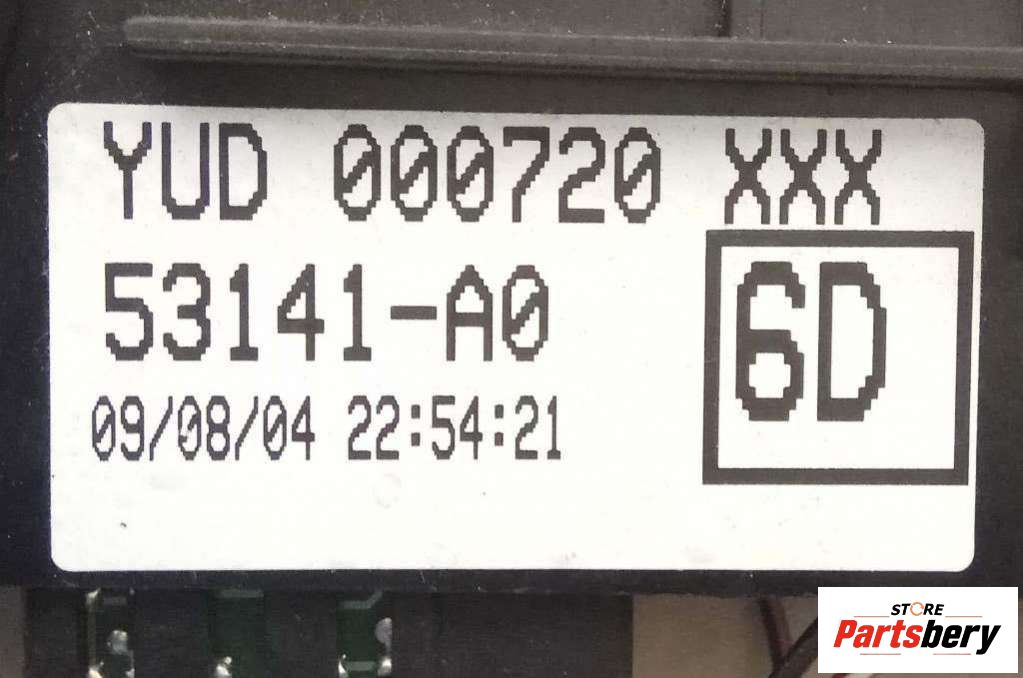 YUD 000720 XXX
53141-A0
6D
09/08/04 22:54:21
STORE
Partsbery